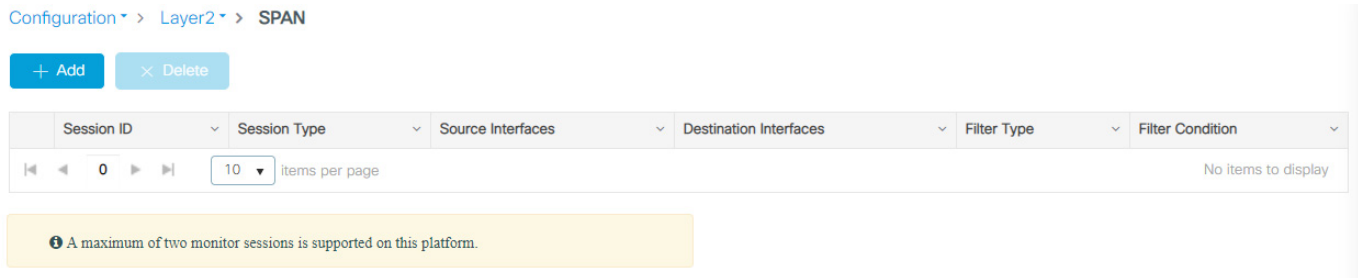 Configuration > Layer2 > SPAN
+ Add × Delete
Session ID Session Type Source Interfaces Destination Interfaces Filter Type Filter Condition
0 10 items per page No items to display
A maximum of two monitor sessions is supported on this platform.